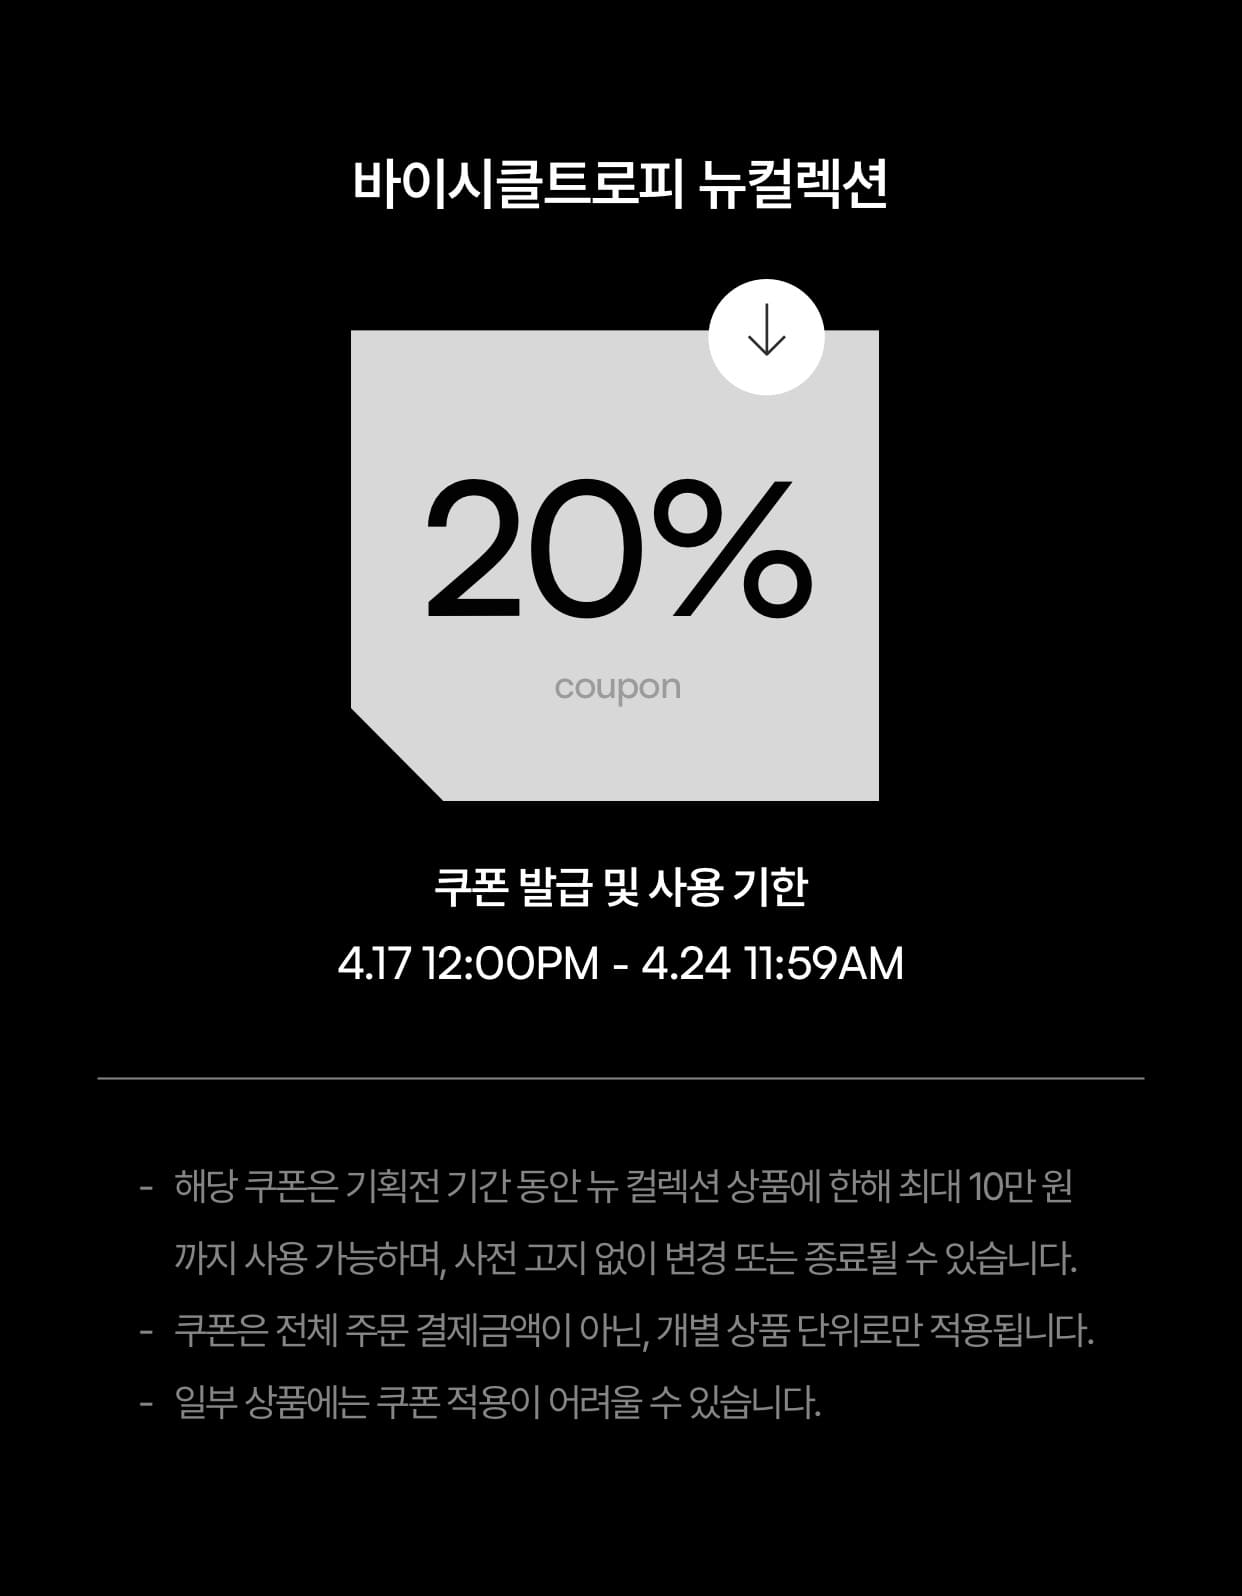 바이시클트로피 뉴컬렉션
20%
coupon
쿠폰 발급 및 사용 기한
4.17 12:00PM - 4.24 11:59AM
- 해당 쿠폰은 기획전 기간 동안 뉴 컬렉션 상품에 한해 최대 10만 원
까지 사용 가능하며, 사전 고지 없이 변경 또는 종료될 수 있습니다.
- 쿠폰은 전체 주문 결제금액이 아닌, 개별 상품 단위로만 적용됩니다.
- 일부 상품에는 쿠폰 적용이 어려울 수 있습니다.